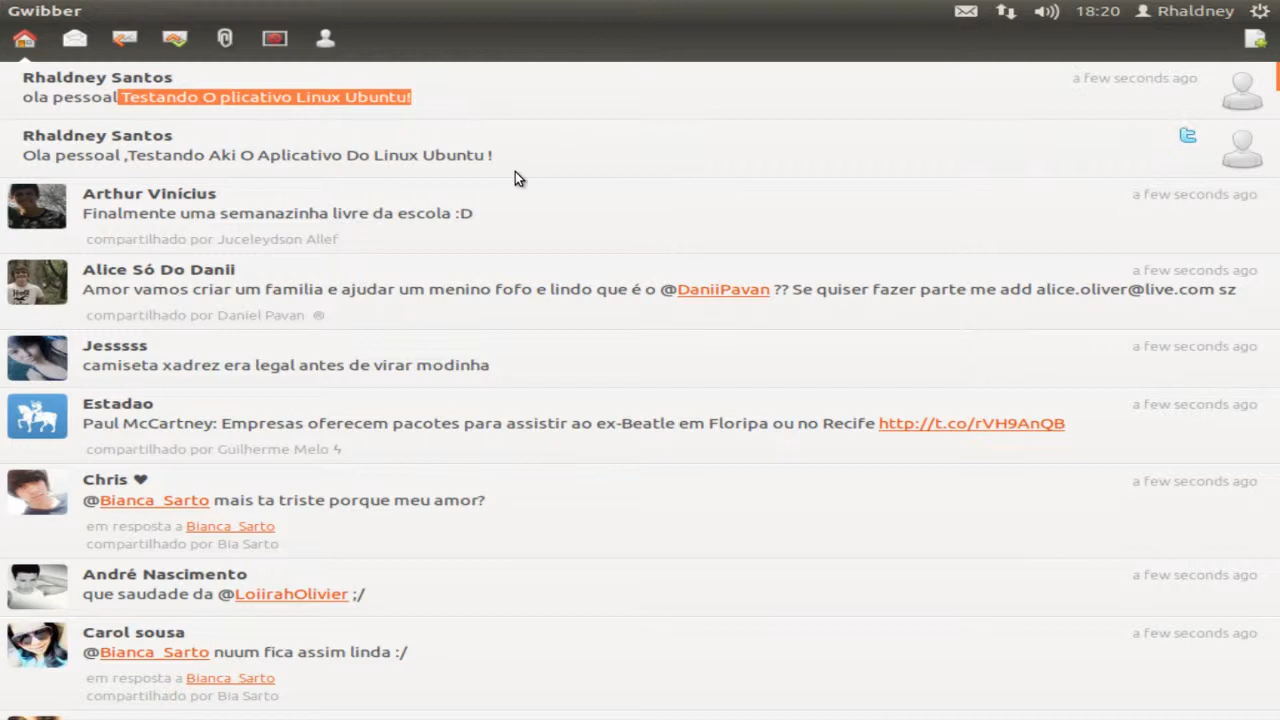 Gwibber
18:20 Rhaldney
Rhaldney Santos
a few seconds ago
ola pessoal Testando O plicativo Linux Ubuntu!
Rhaldney Santos
Ola pessoal ,Testando Aki O Aplicativo Do Linux Ubuntu !
Arthur Vinícius
a few seconds ago
Finalmente uma semanazinha livre da escola :D
compartilhado por Juceleydson Allef
Alice Só Do Danii
a few seconds ago
Amor vamos criar um familia e ajudar um menino fofo e lindo que é o @DaniiPavan ?? Se quiser fazer parte me add alice.oliver@live.com sz
compartilhado por Daniel Pavan ®
Jesssss
a few seconds ago
camiseta xadrez era legal antes de virar modinha
Estadao
a few seconds ago
Paul McCartney: Empresas oferecem pacotes para assistir ao ex-Beatle em Floripa ou no Recife http://t.co/rVH9AnQB
compartilhado por Guilherme Melo ϟ
Chris ♥
a few seconds ago
@Bianca_Sarto mais ta triste porque meu amor?
em resposta a Bianca_Sarto
compartilhado por Bia Sarto
André Nascimento
a few seconds ago
que saudade da @LoiirahOlivier ;/
Carol sousa
a few seconds ago
@Bianca_Sarto nuum fica assim linda :/
em resposta a Bianca_Sarto
compartilhado por Bia Sarto